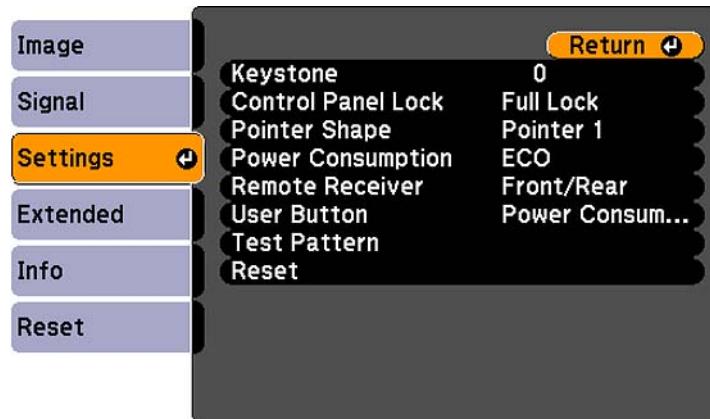 Image
Signal
Settings
Extended
Info
Reset
Return
Keystone 0
Control Panel Lock Full Lock
Pointer Shape Pointer 1
Power Consumption ECO
Remote Receiver Front/Rear
User Button Power Consum...
Test Pattern
Reset